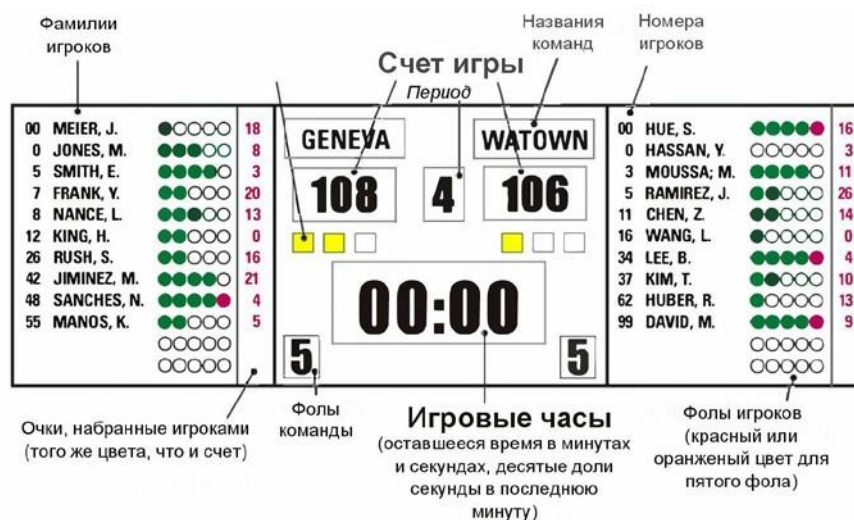 Фамилии
игроков
Названия
команд
Номера
игроков
Счет игры
Период
00 MEIER, J. 18
0 JONES, M. 8
5 SMITH, E. 3
7 FRANK, Y. 20
8 NANCE, L. 13
12 KING, H. 0
26 RUSH, S. 16
42 JIMINEZ, M. 21
48 SANCHES, N. 4
55 MANOS, K. 5
GENEVA WATOWN
108 4 106
00:00
5 5
00 HUE, S. 16
0 HASSAN, Y. 3
3 MOUSSA; M. 11
5 RAMIREZ, J. 26
11 CHEN, Z. 14
16 WANG, L. 0
34 LEE, B. 4
37 KIM, T. 10
62 HUBER, R. 13
99 DAVID, M. 9
Очки, набранные игроками
(того же цвета, что и счет)
Фолы
команды
Игровые часы
(оставшееся время в минутах
и секундах, десятые доли
секунды в последнюю
минуту)
Фолы игроков
(красный или
оранженый цвет для
пятого фола)